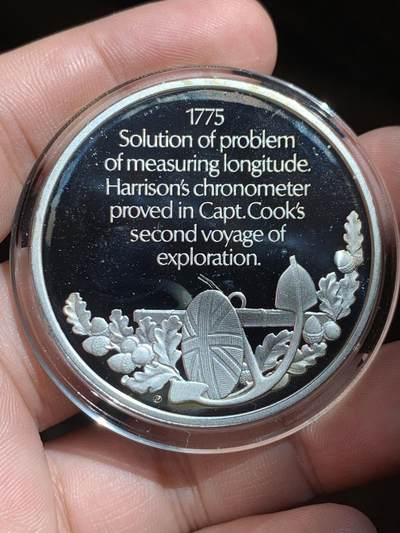 1775
Solution of problem
of measuring longitude.
Harrison's chronometer
proved in Capt. Cook's
second voyage of
exploration.